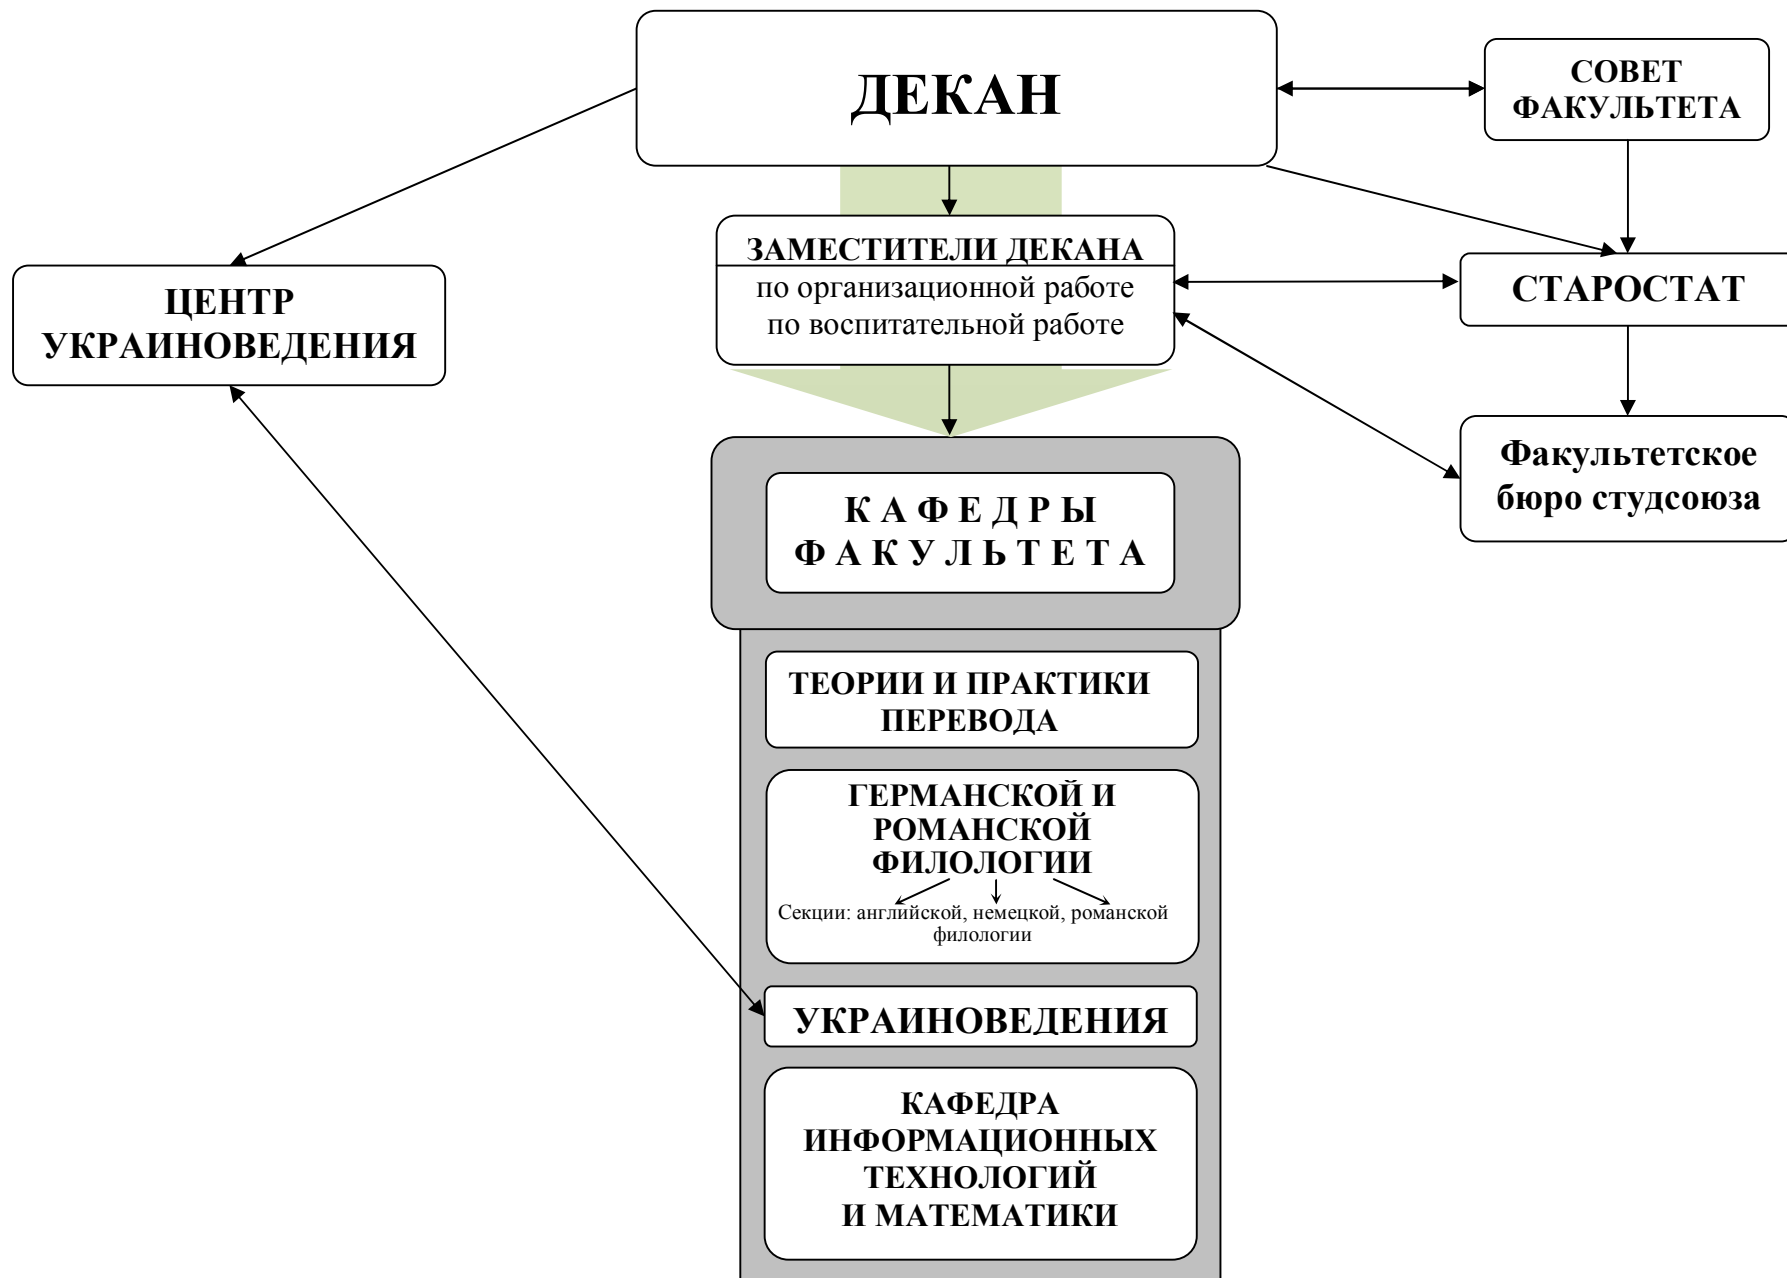 ДЕКАН
СОВЕТ
ФАКУЛЬТЕТА
ЗАМЕСТИТЕЛИ ДЕКАНА
по организационной работе
по воспитательной работе
СТАРОСТАТ
ЦЕНТР
УКРАИНОВЕДЕНИЯ
Факультетское
бюро студсоюза
К А Ф Е Д Р Ы
Ф А К У Л Ь Т Е Т А
ТЕОРИИ И ПРАКТИКИ
ПЕРЕВОДА
ГЕРМАНСКОЙ И
РОМАНСКОЙ
ФИЛОЛОГИИ
Секции: английской, немецкой, романской
филологии
УКРАИНОВЕДЕНИЯ
КАФЕДРА
ИНФОРМАЦИОННЫХ
ТЕХНОЛОГИЙ
И МАТЕМАТИКИ